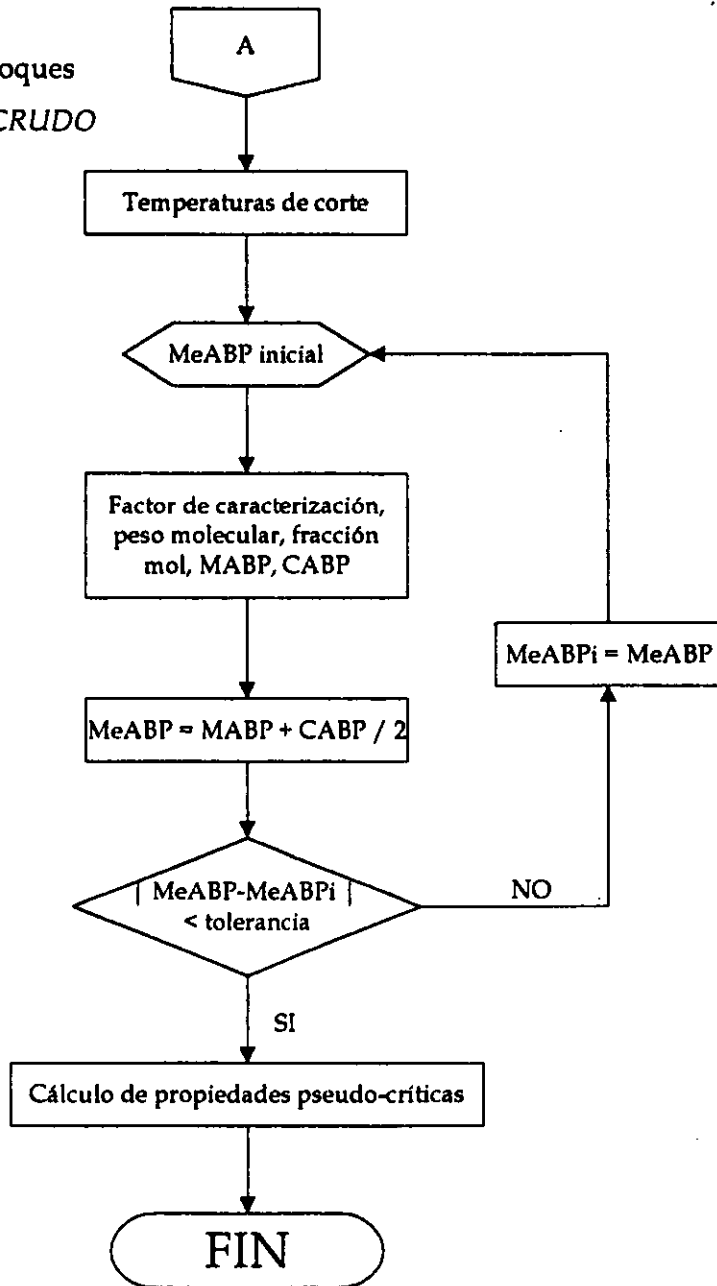 A
oques
CRUDO
Temperaturas de corte
MeABP inicial
Factor de caracterización,
peso molecular, fracción
mol, MABP, CABP
MeABPi = MeABP
MeABP = MABP + CABP / 2
| MeABP-MeABPi |
< tolerancia
NO
SI
Cálculo de propiedades pseudo-críticas
FIN